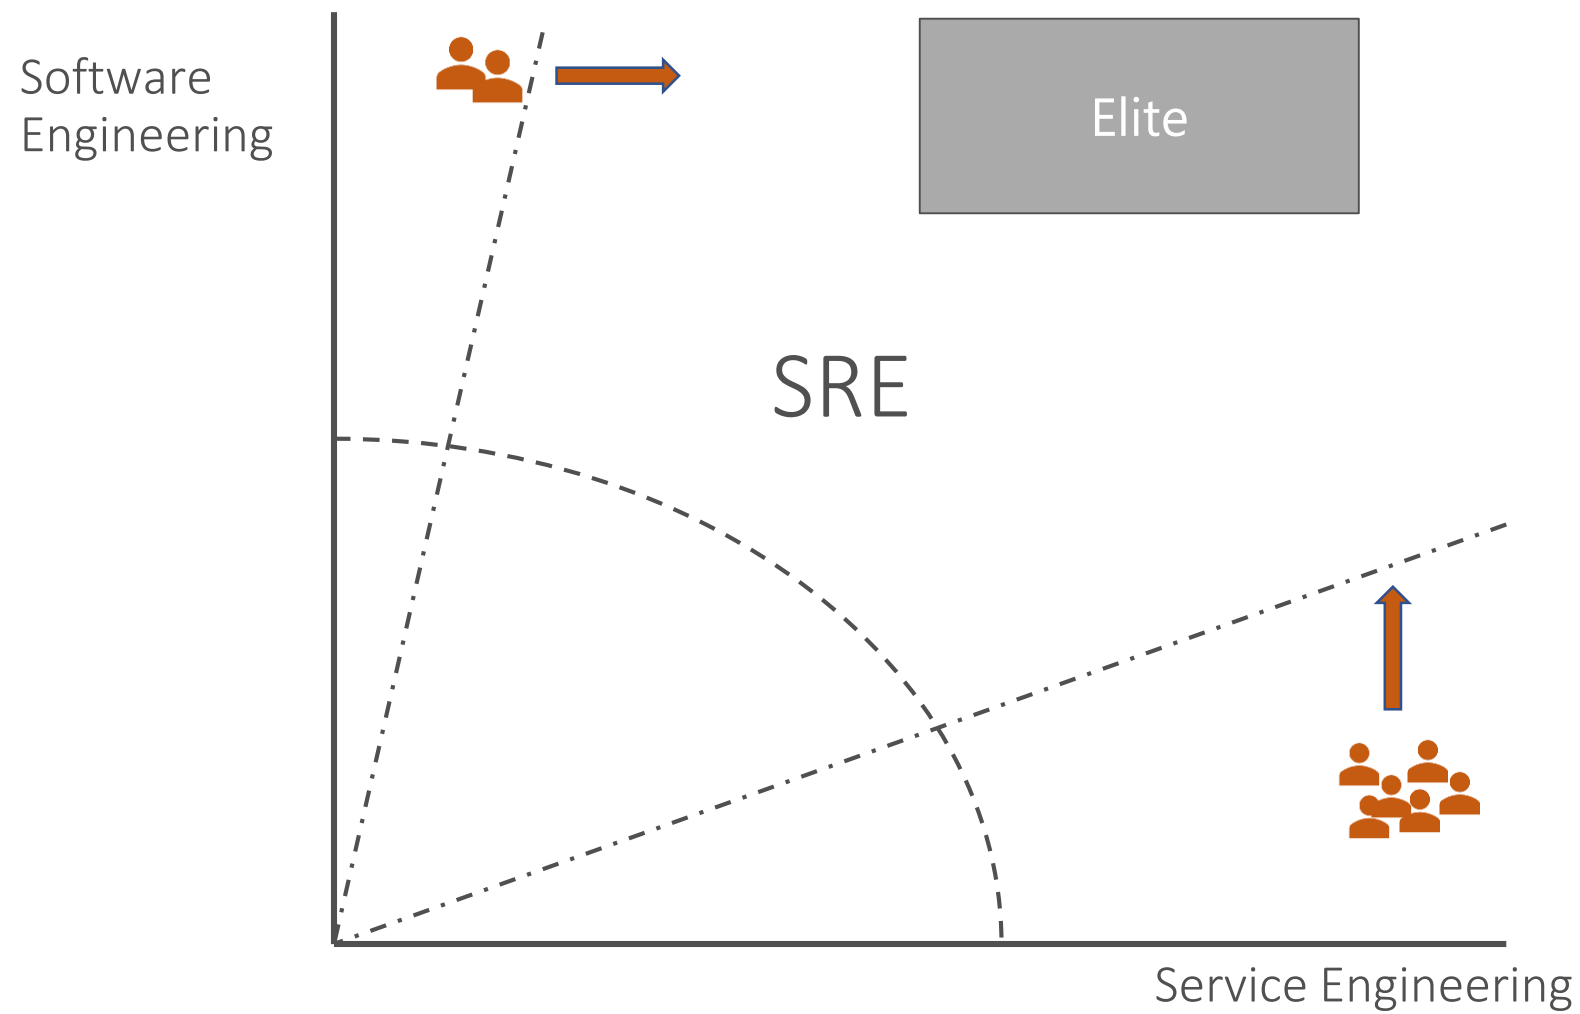 Software
Engineering
Elite
SRE
Service Engineering